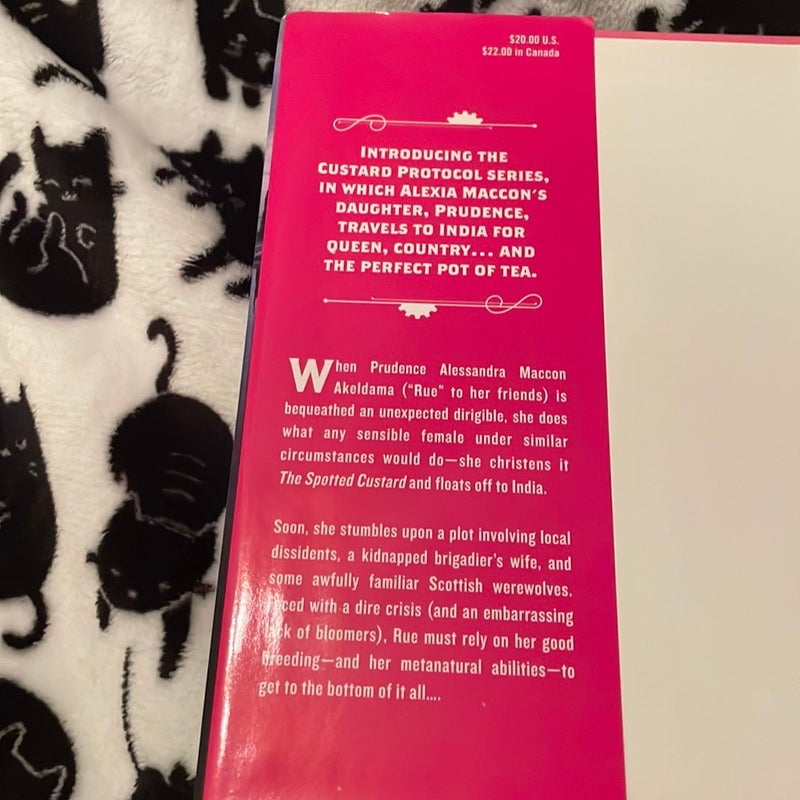 $20.00 U.S.
$22.00 in Canada
INTRODUCING THE
CUSTARD PROTOCOL SERIES,
IN WHICH ALEXIA MACCON'S
DAUGHTER, PRUDENCE,
TRAVELS TO INDIA FOR
QUEEN, COUNTRY... AND
THE PERFECT POT OF TEA.
When Prudence Alessandra Maccon
Akeldama ("Rue" to her friends) is
bequeathed an unexpected dirigible, she does
what any sensible female under similar
circumstances would do—she christens it
The Spotted Custard and floats off to India.
Soon, she stumbles upon a plot involving local
dissidents, a kidnapped brigadier's wife, and
some awfully familiar Scottish werewolves.
with a dire crisis (and an embarrassing
lack of bloomers), Rue must rely on her good
breeding—and her metanatural abilities—to
get to the bottom of it all....